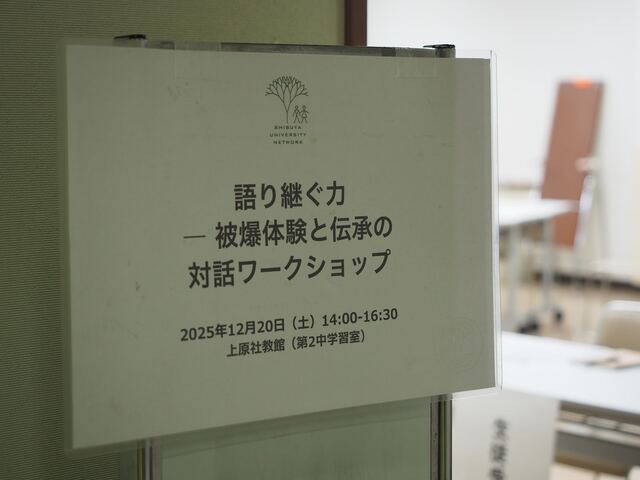 SHIBUYA
UNIVERSITY
NETWORK
語り継ぐ力
― 被爆体験と伝承の
対話ワークショップ
2025年12月20日（土）14:00-16:30
上原社教館（第2中学習室）